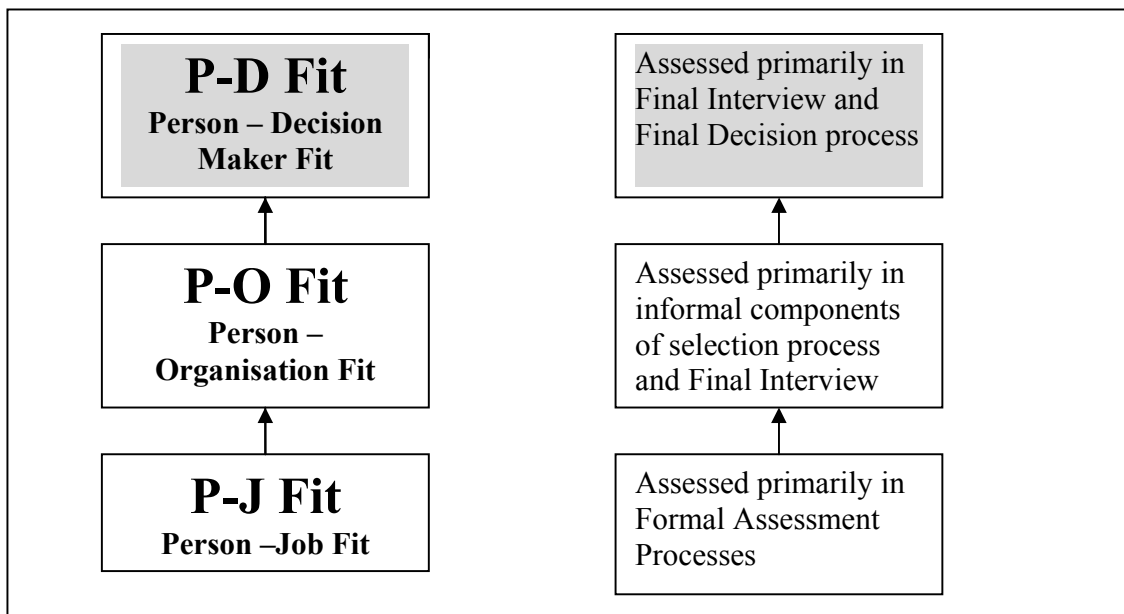 P-D Fit
Person – Decision
Maker Fit
Assessed primarily in
Final Interview and
Final Decision process
P-O Fit
Person –
Organisation Fit
Assessed primarily in
informal components
of selection process
and Final Interview
P-J Fit
Person –Job Fit
Assessed primarily in
Formal Assessment
Processes